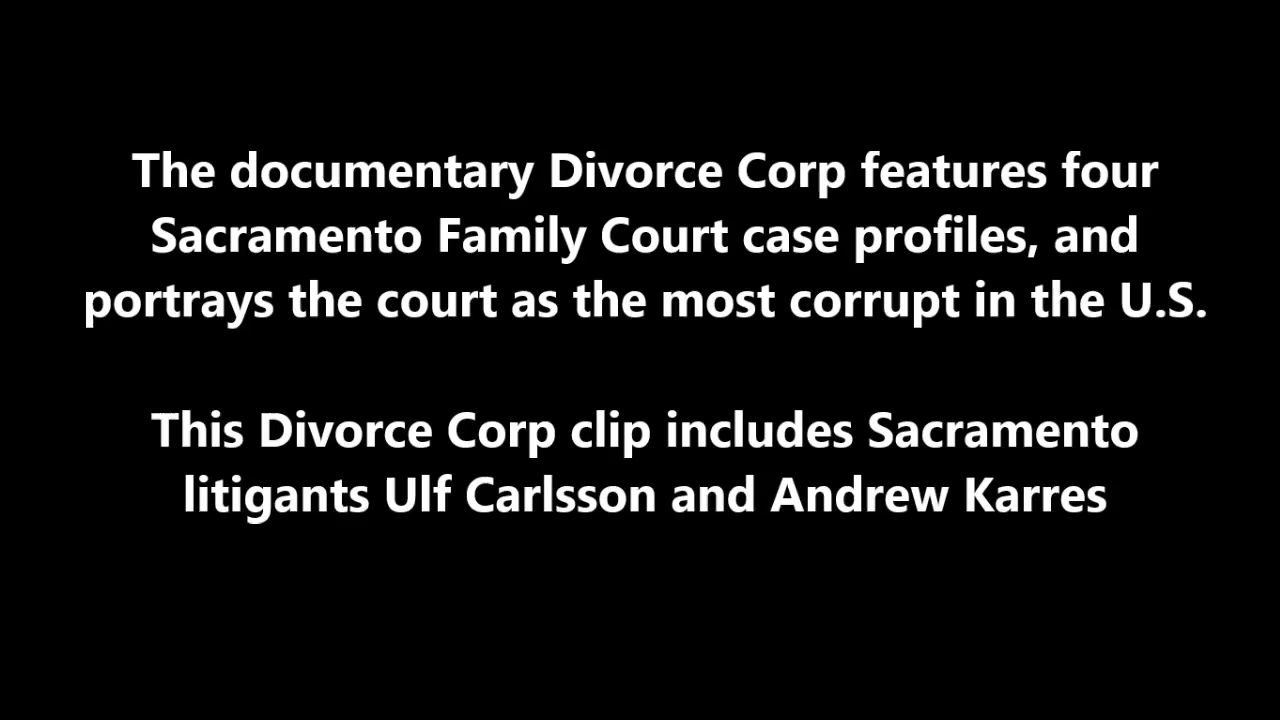 The documentary Divorce Corp features four
Sacramento Family Court case profiles, and
portrays the court as the most corrupt in the U.S.
This Divorce Corp clip includes Sacramento
litigants Ulf Carlsson and Andrew Karres